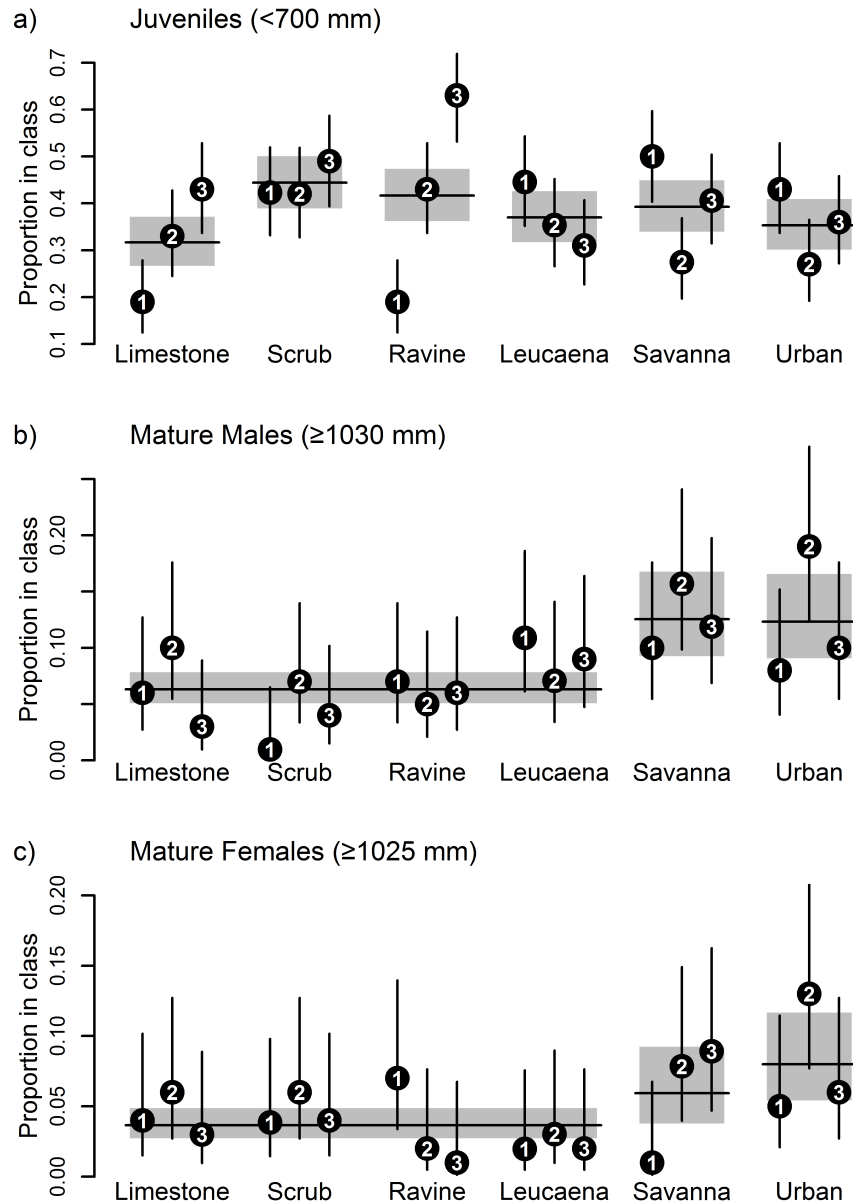 a) Juveniles (<700 mm)
Proportion in class
0.1 0.2 0.3 0.4 0.5 0.6 0.7
1 2 3 1 2 3 1 2 3 1 2 3 1 2 3 1 2 3
Limestone Scrub Ravine Leucaena Savanna Urban
b) Mature Males (≥1030 mm)
Proportion in class
0.00 0.10 0.20
1 2 3 1 2 3 1 2 3 1 2 3 1 2 3 1 2 3
Limestone Scrub Ravine Leucaena Savanna Urban
c) Mature Females (≥1025 mm)
Proportion in class
0.00 0.05 0.10 0.15 0.20
1 2 3 1 2 3 1 2 3 1 2 3 1 2 3 1 2 3
Limestone Scrub Ravine Leucaena Savanna Urban